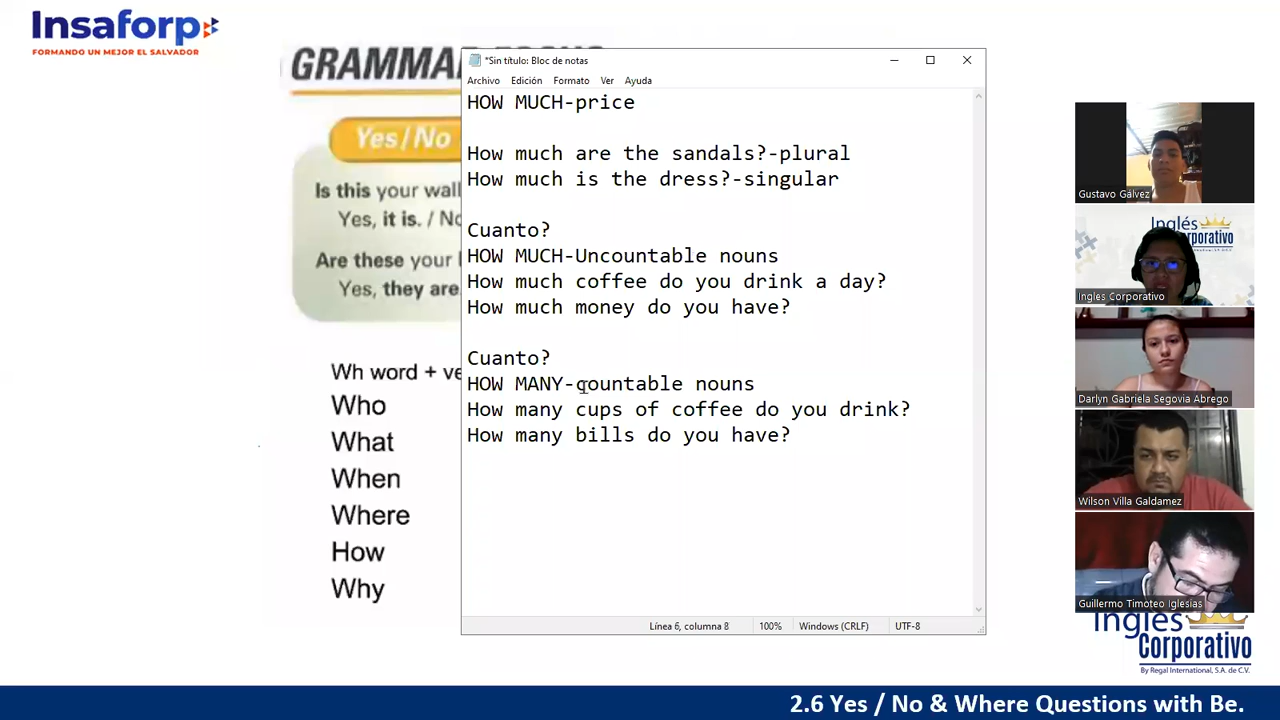 Insaforp
FORMANDO UN MEJOR EL SALVADOR
GRAMMAR FOCUS
Yes/No
Is this your wall
Yes, it is. / No
Are these your
Yes, they are.
Wh word + ve
Who
What
When
Where
How
Why
*Sin título: Bloc de notas
Archivo Edición Formato Ver Ayuda
HOW MUCH-price
How much are the sandals?-plural
How much is the dress?-singular
Cuanto?
HOW MUCH-Uncountable nouns
How much coffee do you drink a day?
How much money do you have?
Cuanto?
HOW MANY-countable nouns
How many cups of coffee do you drink?
How many bills do you have?
Línea 6, columna 8 100% Windows (CRLF) UTF-8
Gustavo Gálvez
Inglés
Corporativo
Ingles Corporativo
Darlyn Gabriela Segovia Abrego
Wilson Villa Galdamez
Guillermo Timoteo Iglesias
Inglés
Corporativo
By Regal International, S.A. de C.V.
2.6 Yes / No & Where Questions with Be.